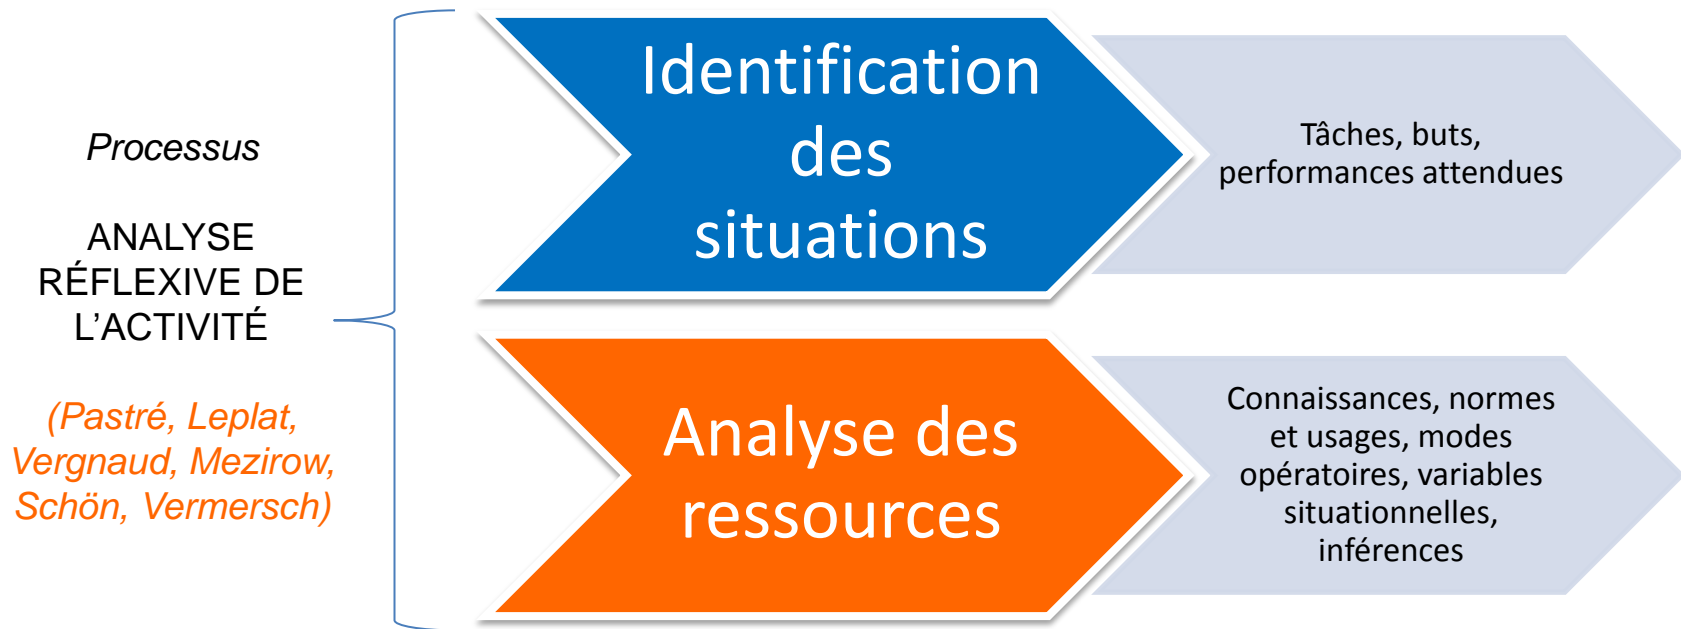 Processus
ANALYSE
RÉFLEXIVE DE
L’ACTIVITÉ
(Pastré, Leplat,
Vergnaud, Mezirow,
Schön, Vermersch)
Identification
des
situations
Tâches, buts,
performances attendues
Analyse des
ressources
Connaissances, normes
et usages, modes
opératoires, variables
situationnelles,
inférences